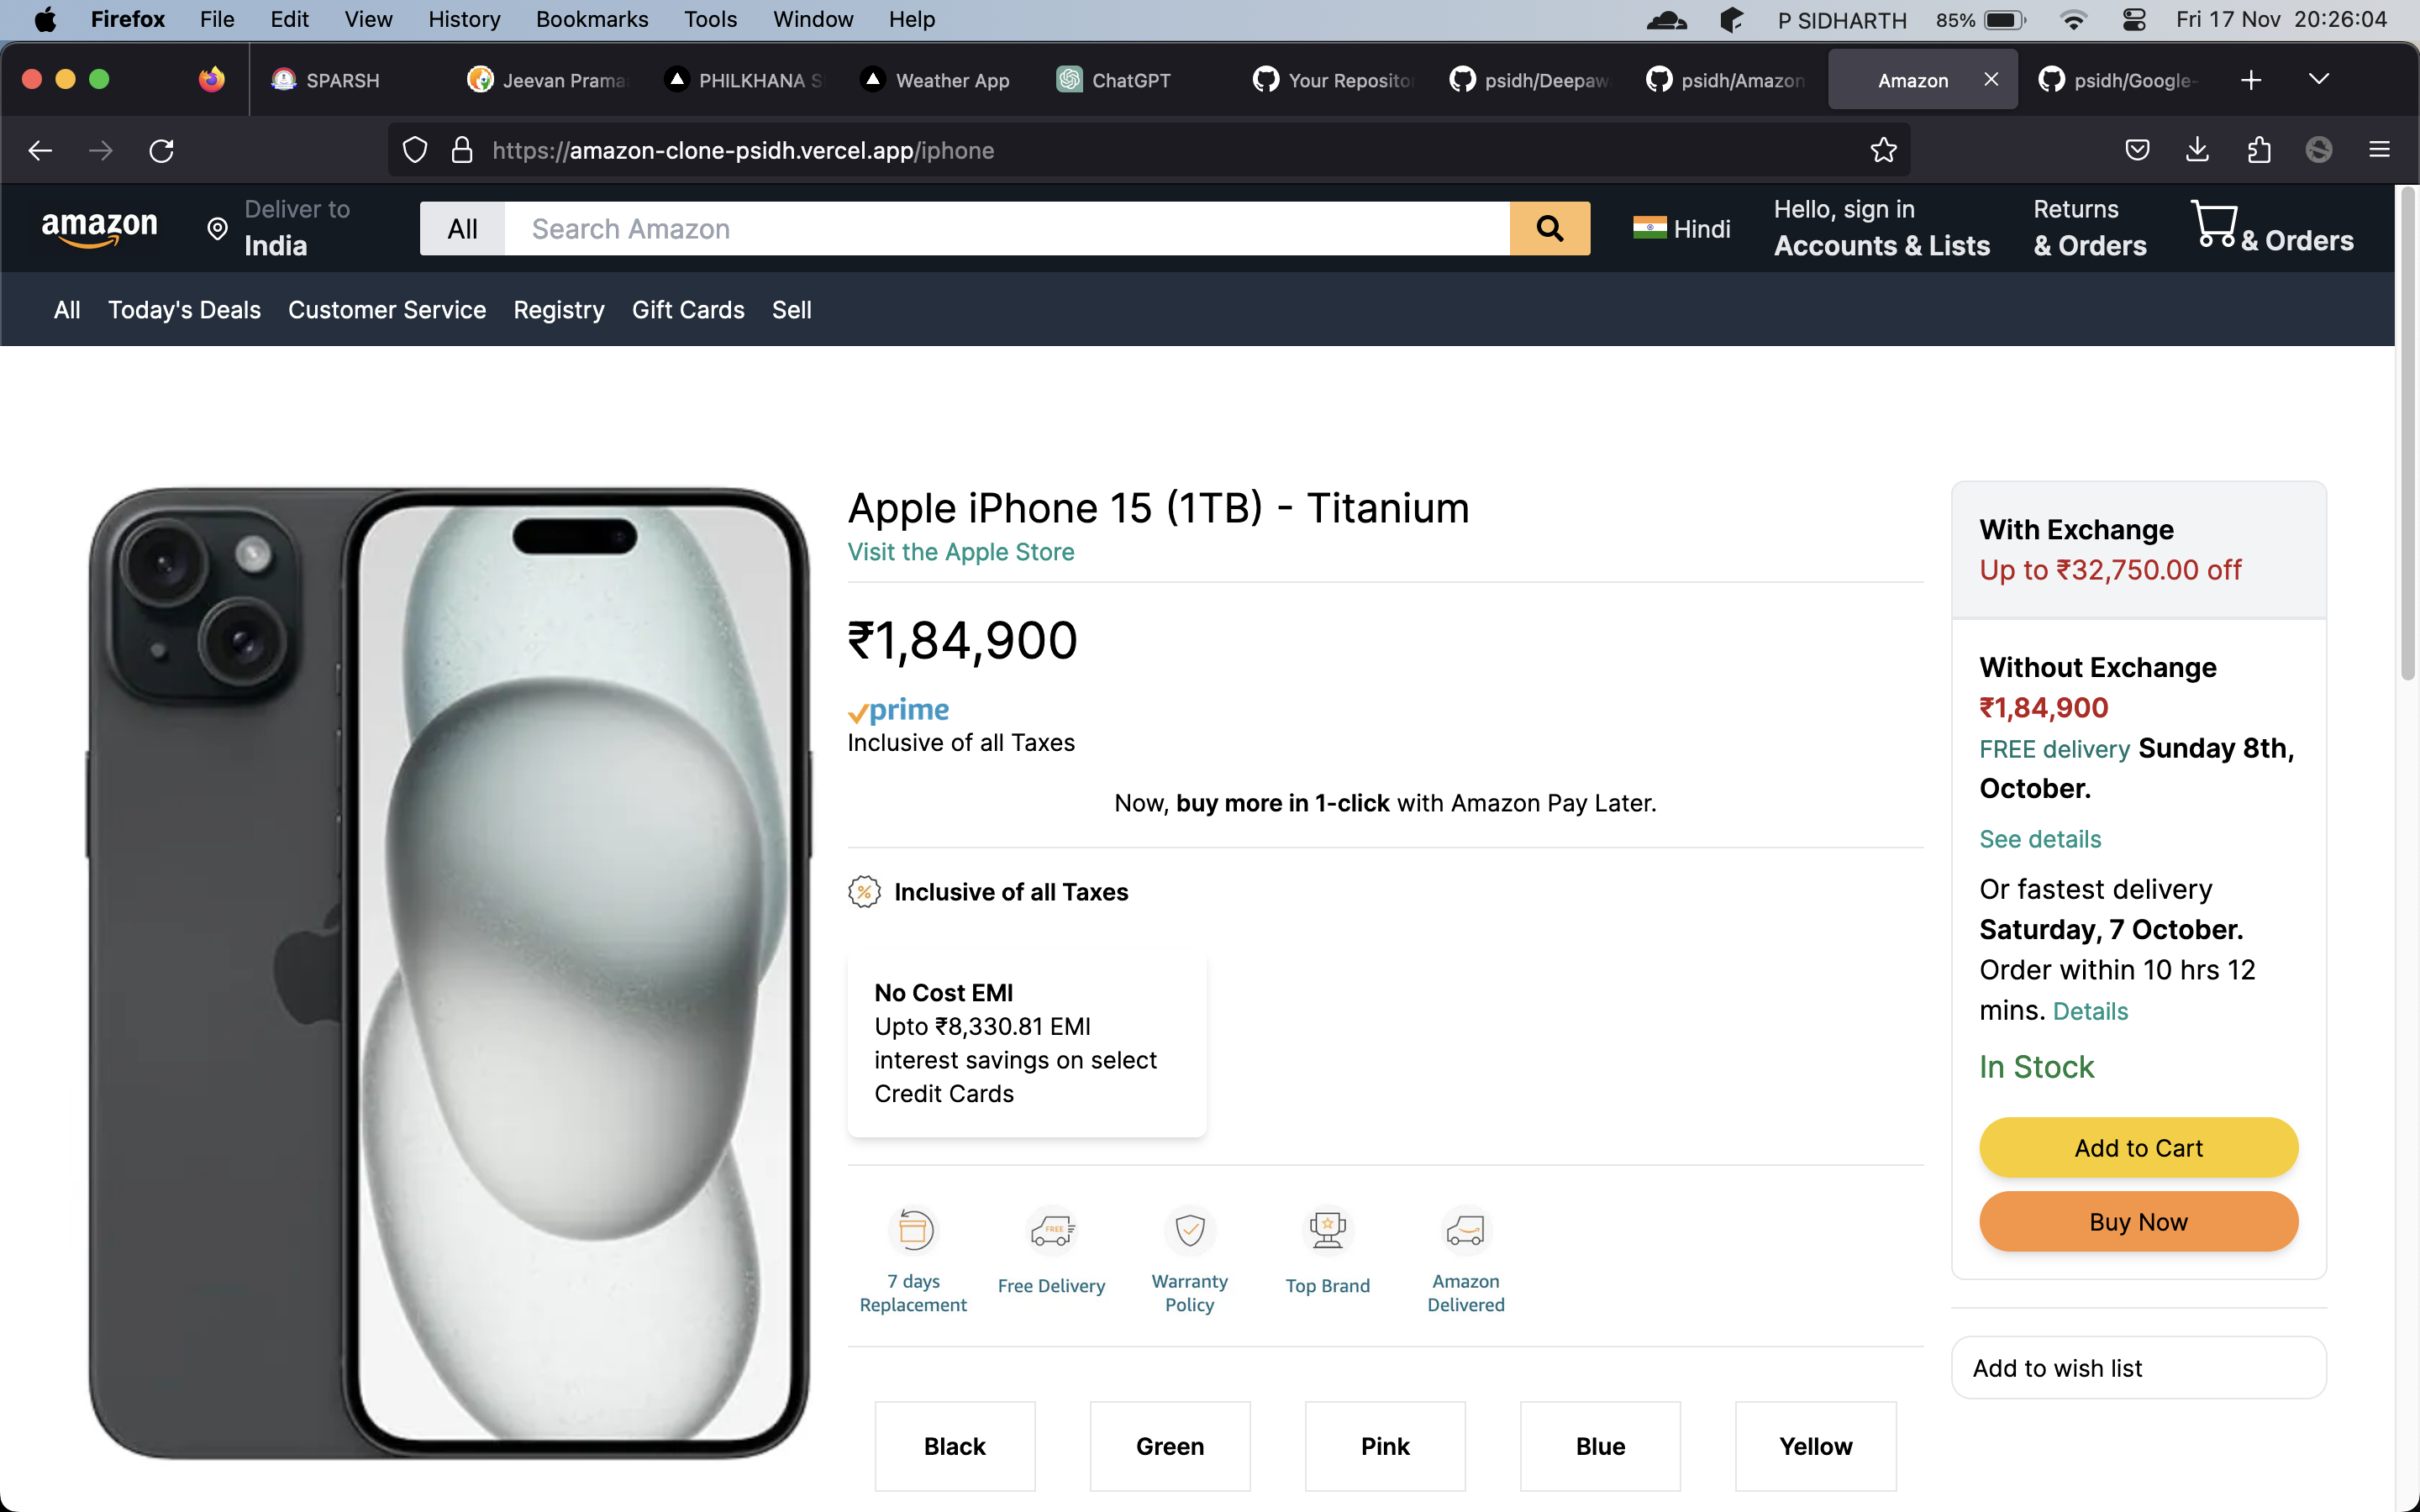 Firefox File Edit View History Bookmarks Tools Window Help P SIDHARTH 85% Fri 17 Nov 20:26:04
SPARSH Jeevan Prama PHILKHANA S Weather App ChatGPT Your Reposito psidh/Deepaw psidh/Amazon Amazon psidh/Google-
https://amazon-clone-psidh.vercel.app/iphone
amazon
Deliver to
India
All Search Amazon
Hindi
Hello, sign in
Accounts & Lists
Returns
& Orders
& Orders
All Today's Deals Customer Service Registry Gift Cards Sell
Apple iPhone 15 (1TB) - Titanium
Visit the Apple Store
₹1,84,900
prime
Inclusive of all Taxes
Now, buy more in 1-click with Amazon Pay Later.
Inclusive of all Taxes
No Cost EMI
Upto ₹8,330.81 EMI
interest savings on select
Credit Cards
FREE
7 days
Replacement
Free Delivery
Warranty
Policy
Top Brand
Amazon
Delivered
Black Green Pink Blue Yellow
With Exchange
Up to ₹32,750.00 off
Without Exchange
₹1,84,900
FREE delivery Sunday 8th,
October.
See details
Or fastest delivery
Saturday, 7 October.
Order within 10 hrs 12
mins. Details
In Stock
Add to Cart
Buy Now
Add to wish list